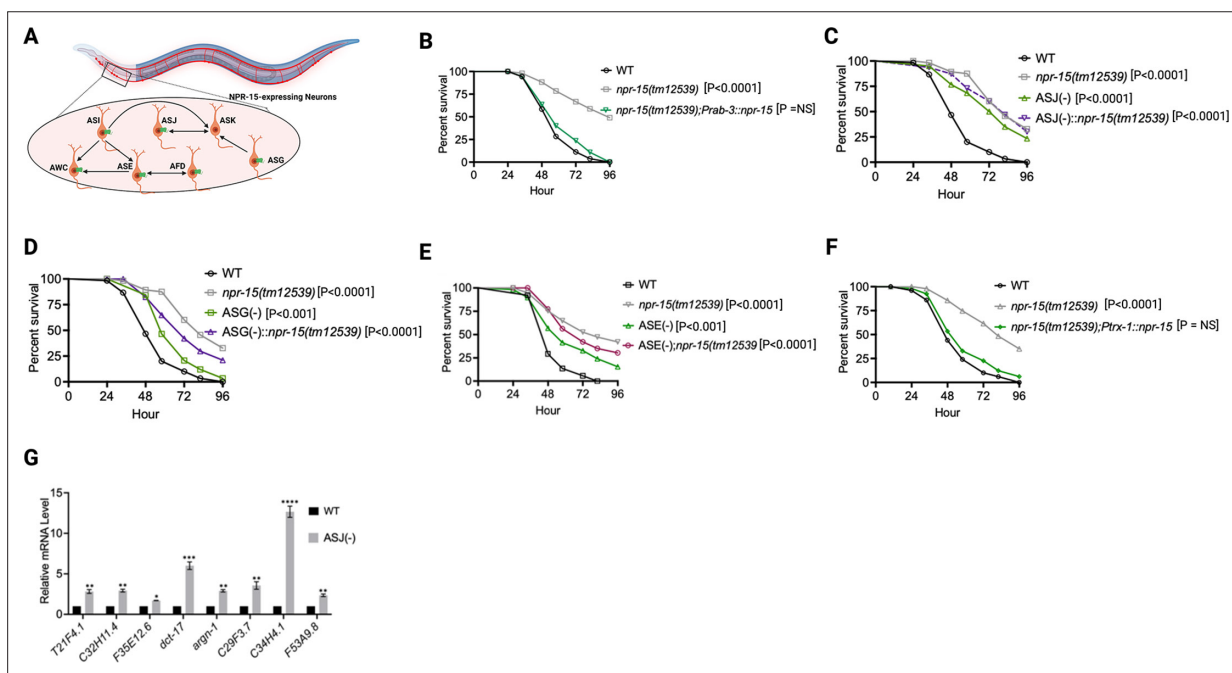 A
NPR-15-expressing Neurons
ASI
ASJ
ASK
AWC
ASE
AFD
ASG
B
Percent survival
100
75
50
25
0
0
24
48
72
96
Hour
WT
npr-15(tm12539) [P<0.0001]
npr-15(tm12539);Prab-3::npr-15 [P =NS]
C
Percent survival
100
75
50
25
0
0
24
48
72
96
Hour
WT
npr-15(tm12539) [P<0.0001]
ASJ(-) [P<0.0001]
ASJ(-)::npr-15(tm12539) [P<0.0001]
D
Percent survival
100
75
50
25
0
0
24
48
72
96
Hour
WT
npr-15(tm12539) [P<0.0001]
ASG(-) [P<0.001]
ASG(-)::npr-15(tm12539) [P<0.0001]
E
Percent survival
100
75
50
25
0
0
24
48
72
96
Hour
WT
npr-15(tm12539) [P<0.0001]
ASE(-) [P<0.001]
ASE(-);npr-15(tm12539 [P<0.0001]
F
Percent survival
100
75
50
25
0
0
24
48
72
96
Hour
WT
npr-15(tm12539) [P<0.0001]
npr-15(tm12539);Ptrx-1::npr-15 [P = NS]
G
Relative mRNA Level
15
10
5
0
**
**
*
***
**
**
****
**
WT
ASJ(-)
T21F4.1
C32H11.4
F35E12.6
dct-17
argn-1
C29F3.7
C34H4.1
F53A9.8